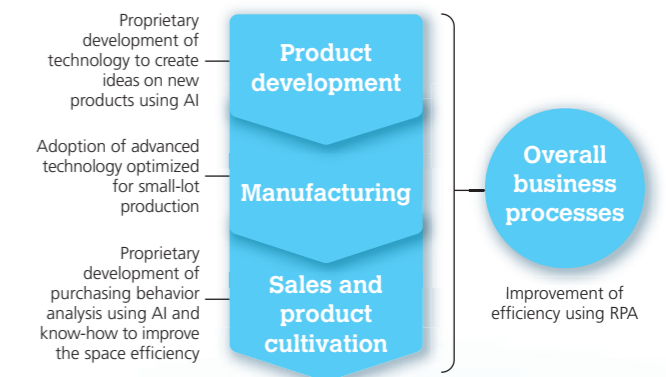 Proprietary
development of
technology to create
ideas on new
products using AI
Product
development
Adoption of advanced
technology optimized
for small-lot
production
Manufacturing
Proprietary
development of
purchasing behavior
analysis using AI and
know-how to improve
the space efficiency
Sales and
product
cultivation
Overall
business
processes
Improvement of
efficiency using RPA